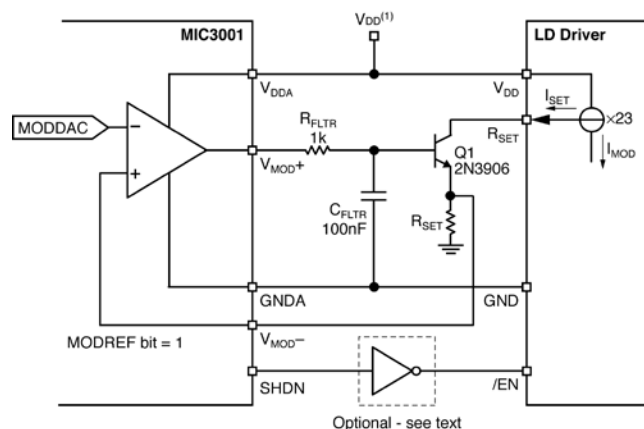 MIC3001
VDD(1)
LD Driver
VDDA
VDD
MODDAC
−
+
RFLTR
1k
VMOD+
ISET
×23
RSET
IMOD
Q1
2N3906
CFLTR
100nF
RSET
GNDA
GND
MODREF bit = 1
VMOD−
SHDN
/EN
Optional - see text